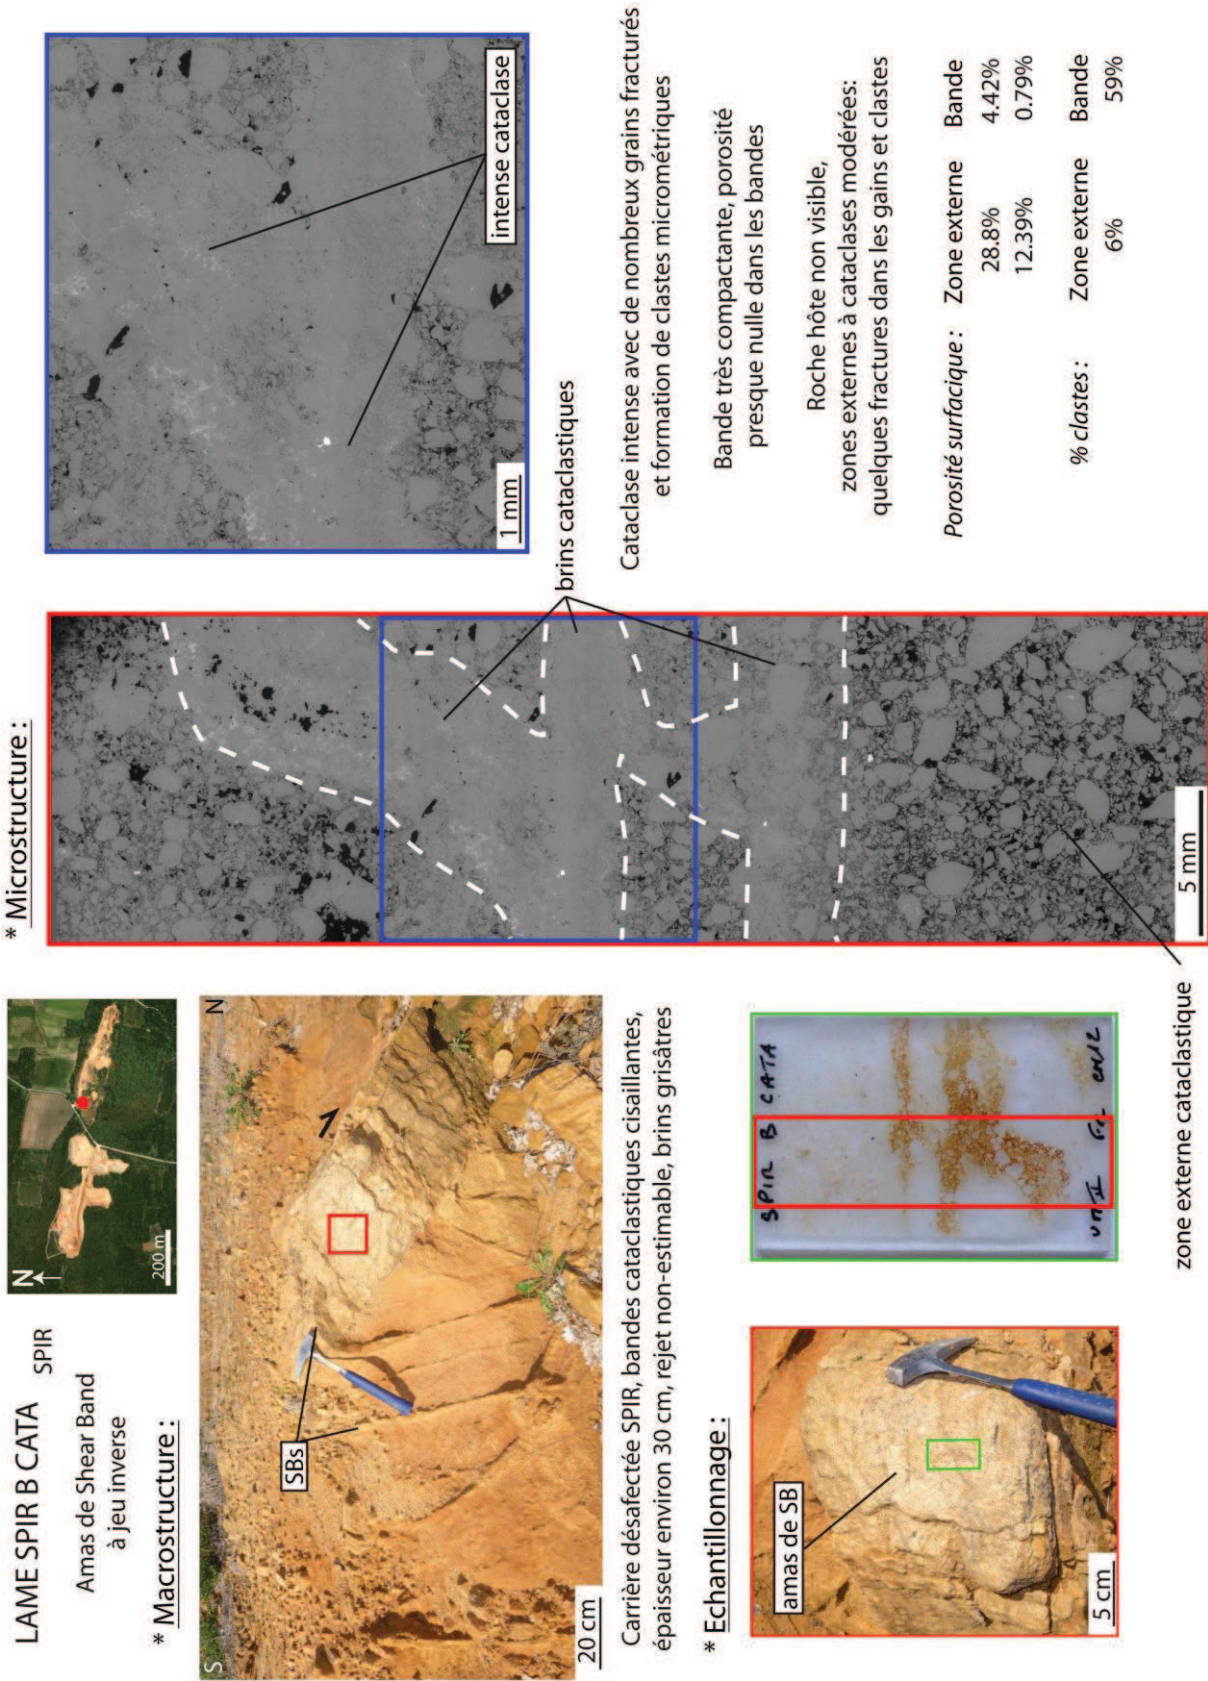 LAME SPIR B CATA
SPIR
Amas de Shear Band
à jeu inverse
N
200 m
* Macrostructure :
S
N
SBs
20 cm
Carrière désafectée SPIR, bandes cataclastiques cisaillantes,
épaisseur environ 30 cm, rejet non-estimable, brins grisâtres
* Echantillonnage :
amas de SB
5 cm
SPIR B CATA
* Microstructure :
5 mm
zone externe cataclastique
brins cataclastiques
1 mm
intense cataclase
Cataclase intense avec de nombreux grains fracturés
et formation de clastes micrométriques
Bande très compactante, porosité
presque nulle dans les bandes
Roche hôte non visible,
zones externes à cataclases modérées:
quelques fractures dans les gains et clastes
Porosité surfacique : Zone externe Bande
28.8% 4.42%
12.39% 0.79%
% clastes : Zone externe Bande
6% 59%